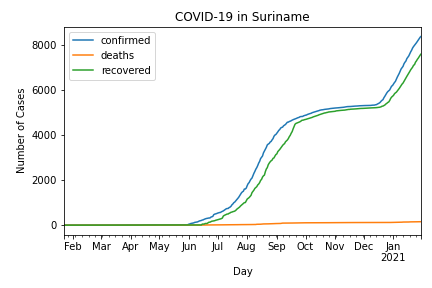 COVID-19 in Suriname
confirmed
deaths
recovered
Number of Cases
8000
6000
4000
2000
0
Feb Mar Apr May Jun Jul Aug Sep Oct Nov Dec Jan
2021
Day